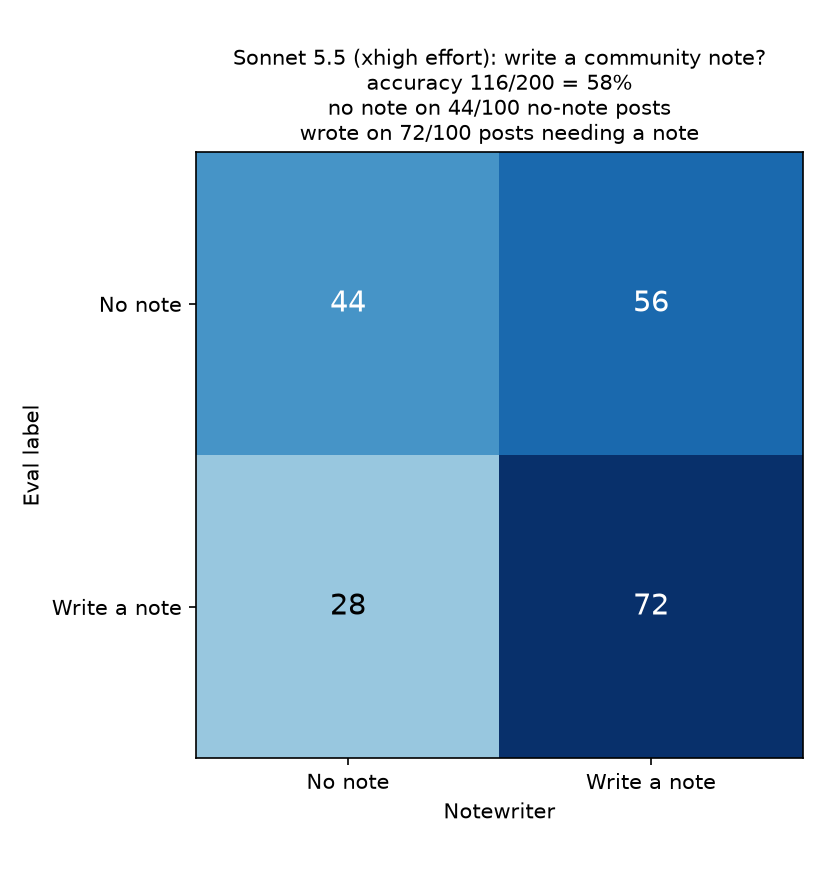 Sonnet 5.5 (xhigh effort): write a community note?
accuracy 116/200 = 58%
no note on 44/100 no-note posts
wrote on 72/100 posts needing a note
No note
44
56
Eval label
Write a note
28
72
No note
Write a note
Notewriter